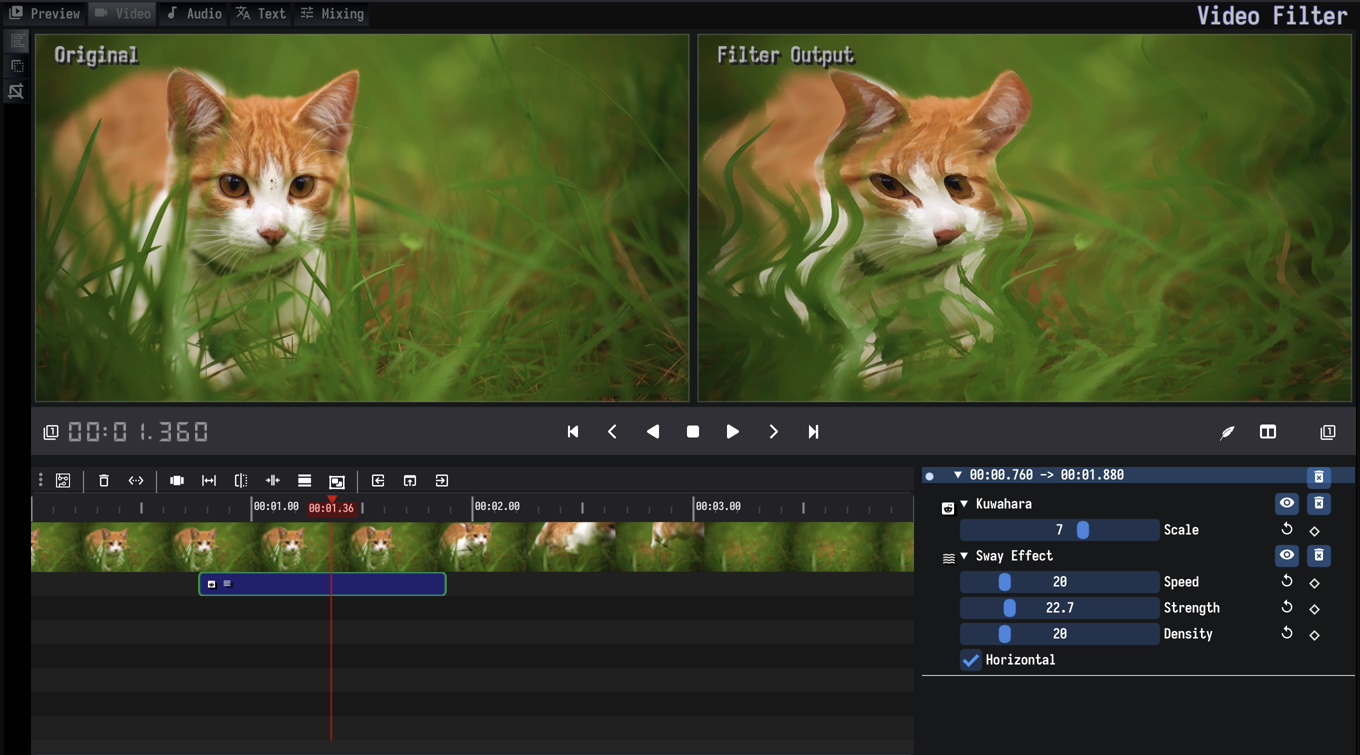 Preview Video Audio Text Mixing
Video Filter
Original
Filter Output
00:01.360
00:01.00 00:01.36 00:02.00 00:03.00
00:00.760 -> 00:01.880
Kuwahara
7 Scale
Sway Effect
20 Speed
22.7 Strength
20 Density
Horizontal